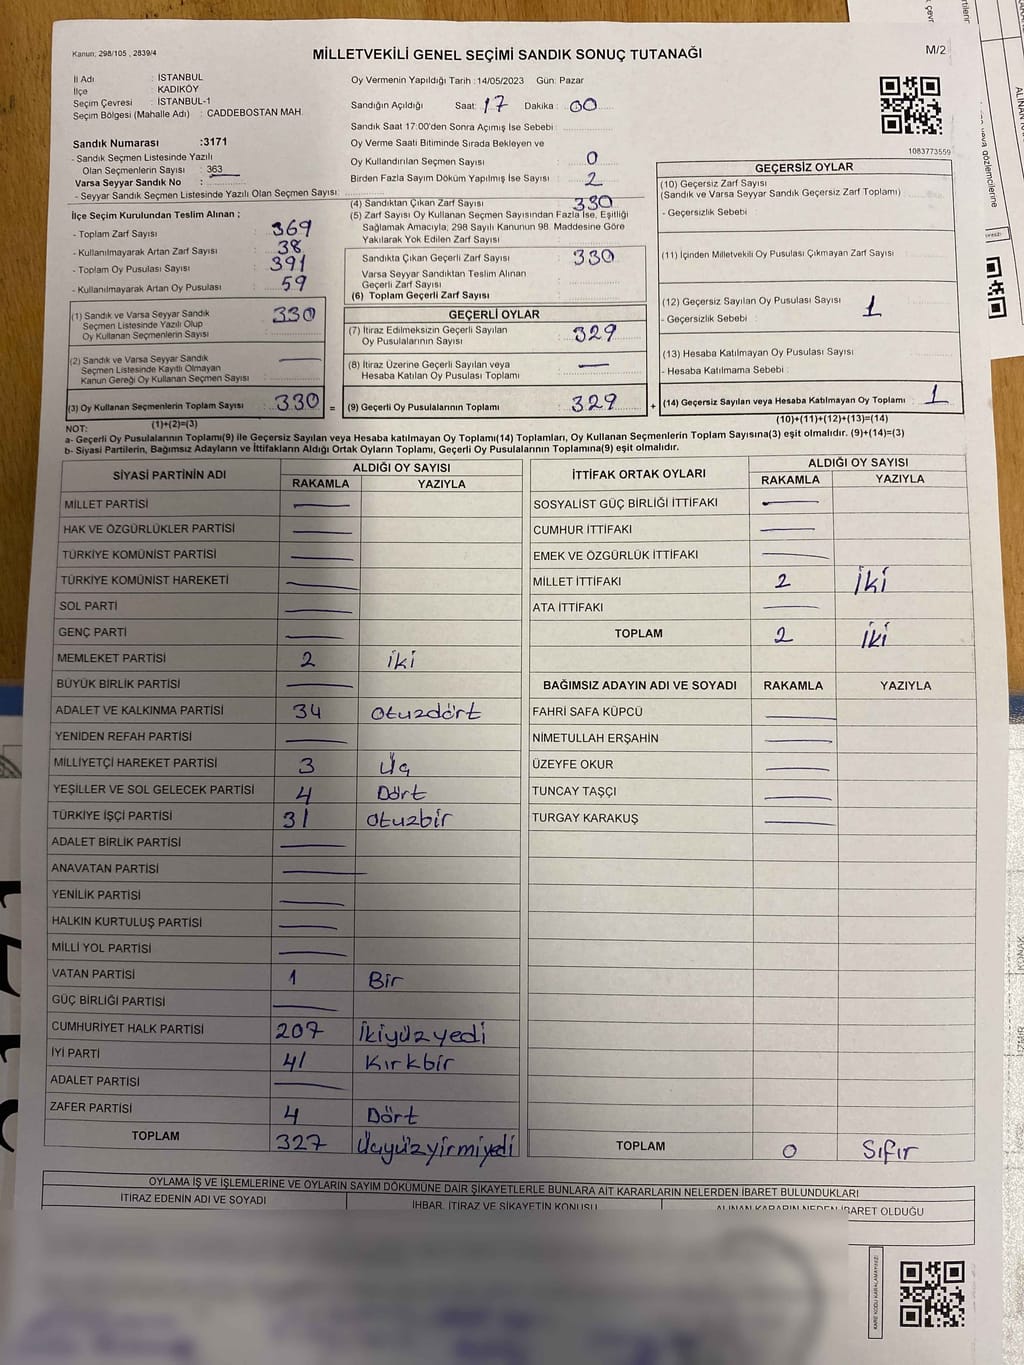 Kanun; 298/105 , 2839/4
MİLLETVEKİLİ GENEL SEÇİMİ SANDIK SONUÇ TUTANAĞI
M/2
İl Adı : İSTANBUL
İlçe : KADIKÖY
Seçim Çevresi : İSTANBUL-1
Seçim Bölgesi (Mahalle Adı) : CADDEBOSTAN MAH.
Oy Vermenin Yapıldığı Tarih :14/05/2023 Gün: Pazar
Sandığın Açıldığı Saat: 17 Dakika : 00
Sandık Saat 17:00'den Sonra Açımış İse Sebebi :
Oy Verme Saati Bitiminde Sırada Bekleyen ve
Oy Kullandırılan Seçmen Sayısı : 0
Birden Fazla Sayım Döküm Yapılmış İse Sayısı : 2
1083773559
Sandık Numarası :3171
- Sandık Seçmen Listesinde Yazılı
Olan Seçmenlerin Sayısı : 363
Varsa Seyyar Sandık No :
- Seyyar Sandık Seçmen Listesinde Yazılı Olan Seçmen Sayısı :
İlçe Seçim Kurulundan Teslim Alınan ;
- Toplam Zarf Sayısı : 369
- Kullanılmayarak Artan Zarf Sayısı : 38
- Toplam Oy Pusulası Sayısı : 391
- Kullanılmayarak Artan Oy Pusulası : 59
(1) Sandık ve Varsa Seyyar Sandık
Seçmen Listesinde Yazılı Olup
Oy Kullanan Seçmenlerin Sayısı : 330
(2) Sandık ve Varsa Seyyar Sandık
Seçmen Listesinde Kayıtlı Olmayan
Kanun Gereği Oy Kullanan Seçmen Sayısı : —
(3) Oy Kullanan Seçmenlerin Toplam Sayısı : 330 =
(1)+(2)=(3)
(4) Sandıktan Çıkan Zarf Sayısı : 330
(5) Zarf Sayısı Oy Kullanan Seçmen Sayısından Fazla İse, Eşitliği
Sağlamak Amacıyla; 298 Sayılı Kanunun 98. Maddesine Göre
Yakılarak Yok Edilen Zarf Sayısı :
Sandıkta Çıkan Geçerli Zarf Sayısı : 330
Varsa Seyyar Sandıktan Teslim Alınan
Geçerli Zarf Sayısı :
(6) Toplam Geçerli Zarf Sayısı :
GEÇERLİ OYLAR
(7) İtiraz Edilmeksizin Geçerli Sayılan
Oy Pusulalarının Sayısı : 329
(8) İtiraz Üzerine Geçerli Sayılan veya
Hesaba Katılan Oy Pusulası Toplamı : —
(9) Geçerli Oy Pusulalarının Toplamı : 329 +
GEÇERSİZ OYLAR
(10) Geçersiz Zarf Sayısı
(Sandık ve Varsa Seyyar Sandık Geçersiz Zarf Toplamı) :
- Geçersizlik Sebebi :
(11) İçinden Milletvekili Oy Pusulası Çıkmayan Zarf Sayısı :
(12) Geçersiz Sayılan Oy Pusulası Sayısı : 1
- Geçersizlik Sebebi :
(13) Hesaba Katılmayan Oy Pusulası Sayısı :
- Hesaba Katılmama Sebebi :
(14) Geçersiz Sayılan veya Hesaba Katılmayan Oy Toplamı : 1
(10)+(11)+(12)+(13)=(14)
NOT:
a- Geçerli Oy Pusulalarının Toplamı(9) ile Geçersiz Sayılan veya Hesaba katılmayan Oy Toplamı(14) Toplamları, Oy Kullanan Seçmenlerin Toplam Sayısına(3) eşit olmalıdır. (9)+(14)=(3)
b- Siyasi Partilerin, Bağımsız Adayların ve İttifakların Aldığı Ortak Oyların Toplamı, Geçerli Oy Pusulalarının Toplamına(9) eşit olmalıdır.
SİYASİ PARTİNİN ADI ALDIĞI OY SAYISI
RAKAMLA YAZIYLA
MİLLET PARTİSİ —
HAK VE ÖZGÜRLÜKLER PARTİSİ —
TÜRKİYE KOMÜNİST PARTİSİ —
TÜRKİYE KOMÜNİST HAREKETİ —
SOL PARTİ —
GENÇ PARTİ —
MEMLEKET PARTİSİ 2 iki
BÜYÜK BİRLİK PARTİSİ —
ADALET VE KALKINMA PARTİSİ 34 otuzdört
YENİDEN REFAH PARTİSİ —
MİLLİYETÇİ HAREKET PARTİSİ 3 Üç
YEŞİLLER VE SOL GELECEK PARTİSİ 4 Dört
TÜRKİYE İŞÇİ PARTİSİ 31 otuzbir
ADALET BİRLİK PARTİSİ —
ANAVATAN PARTİSİ —
YENİLİK PARTİSİ —
HALKIN KURTULUŞ PARTİSİ —
MİLLİ YOL PARTİSİ —
VATAN PARTİSİ 1 Bir
GÜÇ BİRLİĞİ PARTİSİ —
CUMHURİYET HALK PARTİSİ 207 İkiyüzyedi
İYİ PARTİ 41 Kırkbir
ADALET PARTİSİ —
ZAFER PARTİSİ 4 Dört
TOPLAM 327 Üçyüzyirmiyedi
İTTİFAK ORTAK OYLARI ALDIĞI OY SAYISI
RAKAMLA YAZIYLA
SOSYALİST GÜÇ BİRLİĞİ İTTİFAKI —
CUMHUR İTTİFAKI —
EMEK VE ÖZGÜRLÜK İTTİFAKI —
MİLLET İTTİFAKI 2 İki
ATA İTTİFAKI —
TOPLAM 2 İki
BAĞIMSIZ ADAYIN ADI VE SOYADI RAKAMLA YAZIYLA
FAHRİ SAFA KÜPCÜ —
NİMETULLAH ERŞAHİN —
ÜZEYFE OKUR —
TUNCAY TAŞÇI —
TURGAY KARAKUŞ —
TOPLAM 0 Sıfır
OYLAMA İŞ VE İŞLEMLERİNE VE OYLARIN SAYIM DÖKÜMÜNE DAİR ŞİKAYETLERLE BUNLARA AİT KARARLARIN NELERDEN İBARET BULUNDUKLARI
İTİRAZ EDENİN ADI VE SOYADI
İHBAR, İTİRAZ VE ŞİKAYETİN KONUSU
ALINAN KARARIN NEDEN İBARET OLDUĞU
KARE KODU KARALAMAYINIZ!